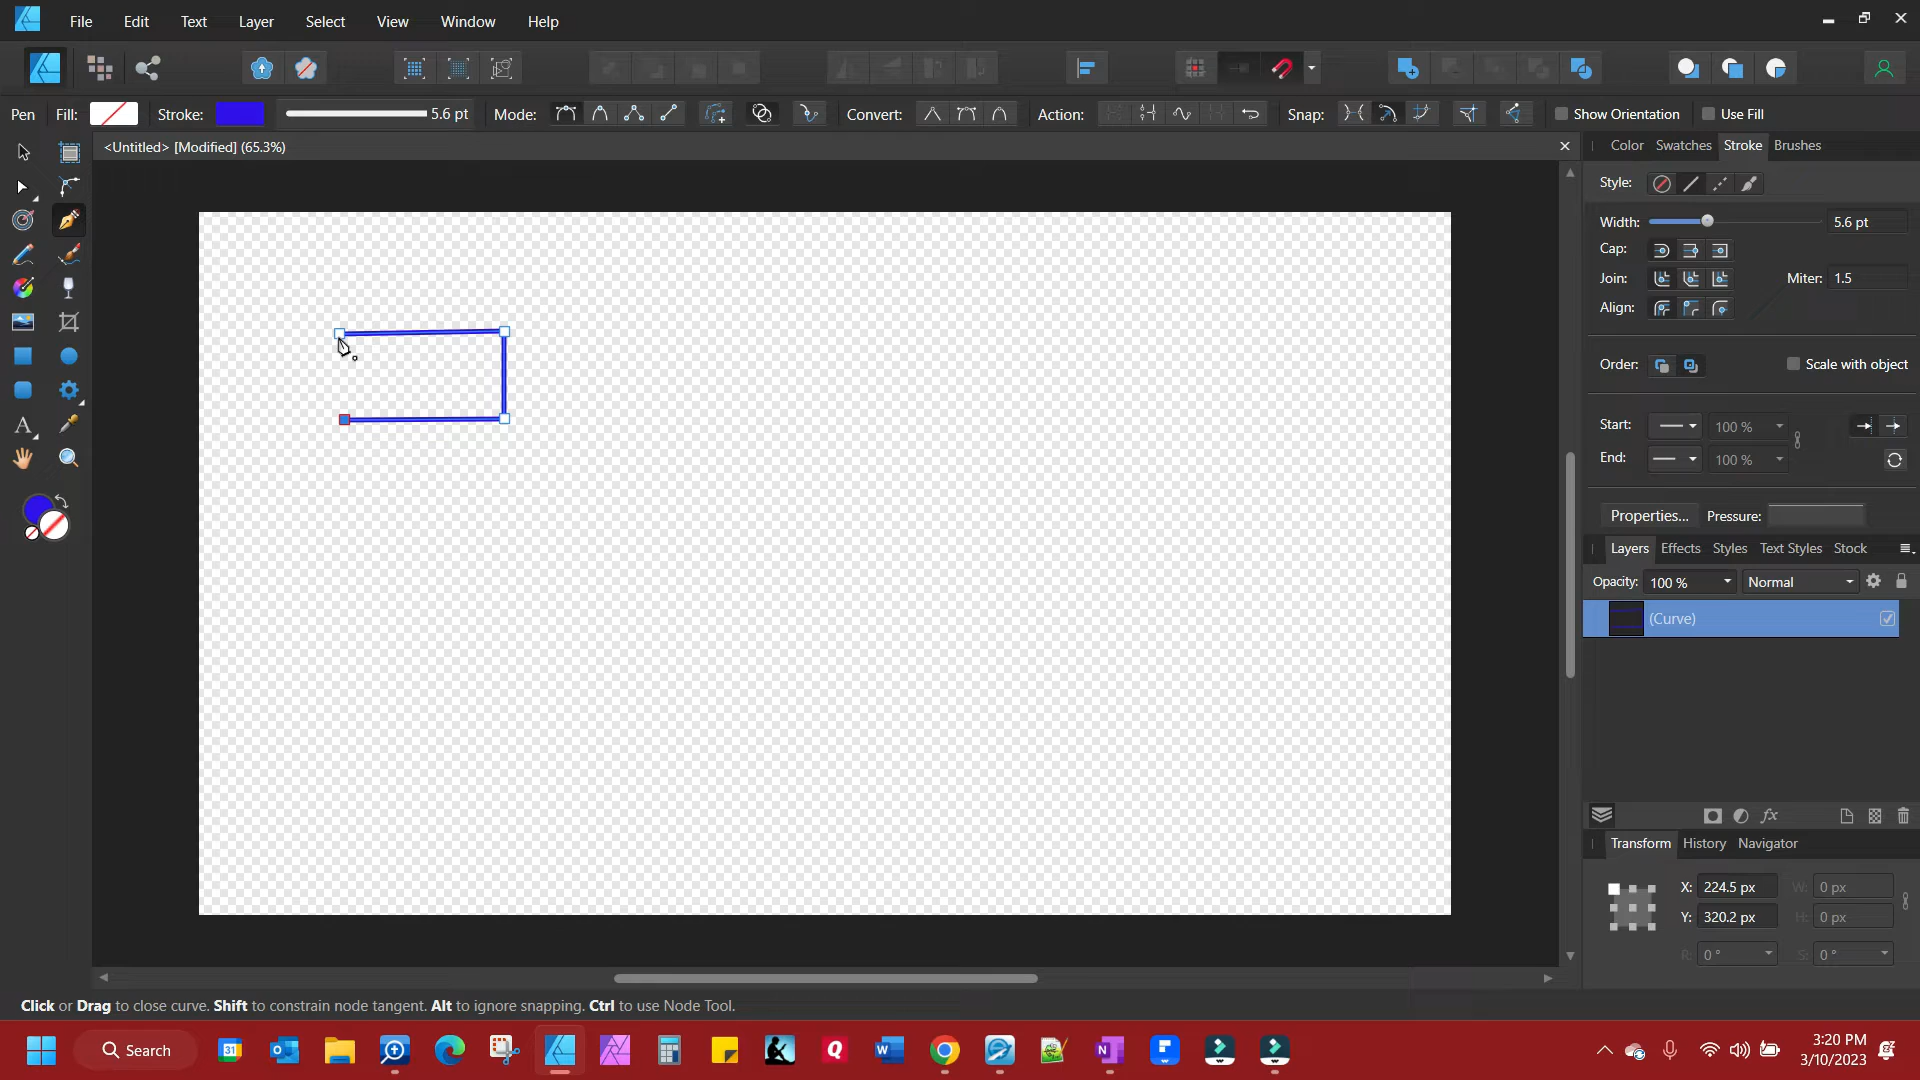 File Edit Text Layer Select View Window Help
Pen Fill: Stroke: 5.6 pt Mode: Convert: Action: Snap: Show Orientation Use Fill
<Untitled> [Modified] (65.3%)
Color Swatches Stroke Brushes
Style:
Width: 5.6 pt
Cap:
Join: Miter: 1.5
Align:
Order: Scale with object
Start: 100 %
End: 100 %
Properties... Pressure:
Layers Effects Styles Text Styles Stock
Opacity: 100 % Normal
(Curve)
Transform History Navigator
X: 224.5 px W: 0 px
Y: 320.2 px H: 0 px
R: 0 ° S: 0 °
Click or Drag to close curve. Shift to constrain node tangent. Alt to ignore snapping. Ctrl to use Node Tool.
Search
3:20 PM
3/10/2023